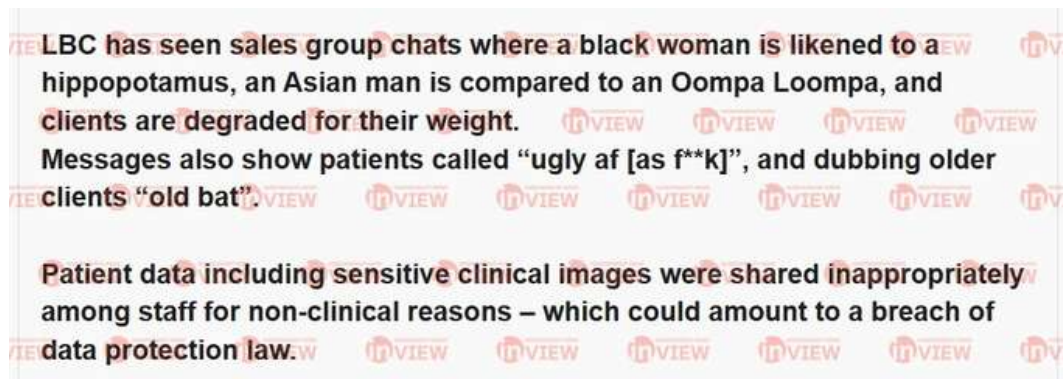 LBC has seen sales group chats where a black woman is likened to a
hippopotamus, an Asian man is compared to an Oompa Loompa, and
clients are degraded for their weight.
Messages also show patients called “ugly af [as f**k]”, and dubbing older
clients “old bat”.
Patient data including sensitive clinical images were shared inappropriately
among staff for non-clinical reasons – which could amount to a breach of
data protection law.